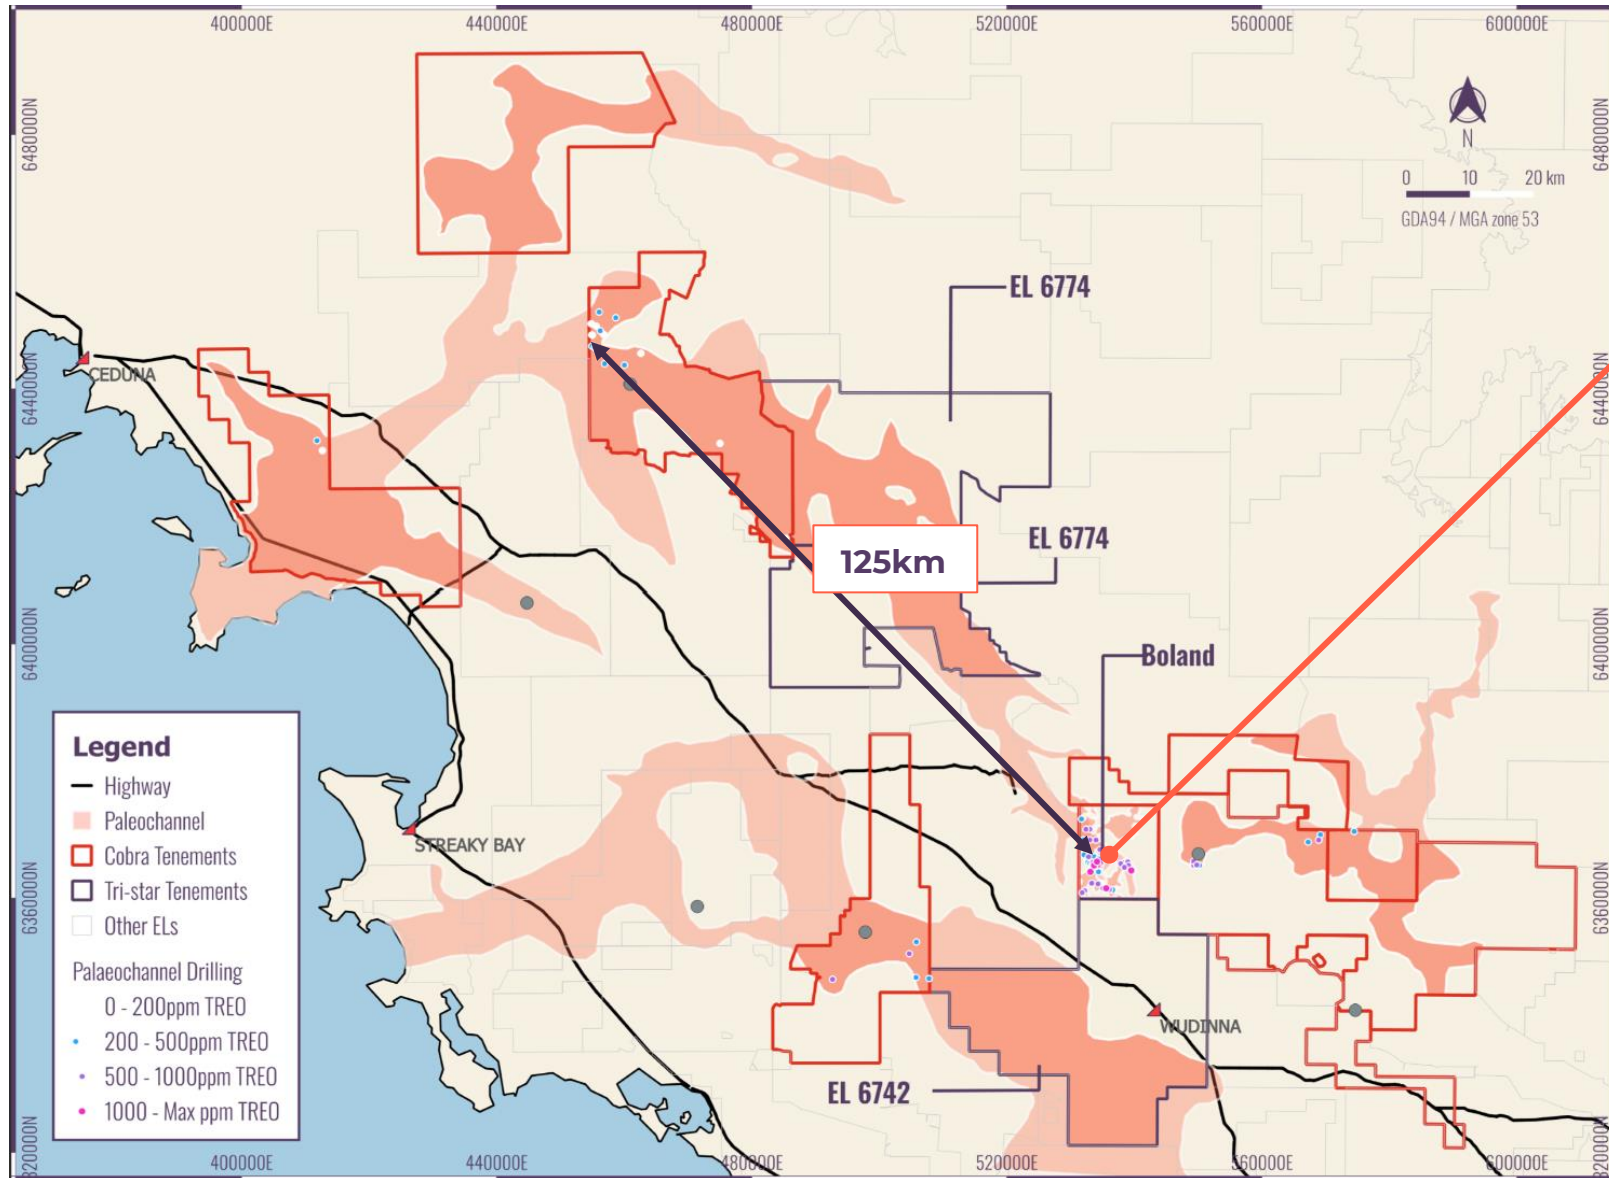 400000E 440000E 480000E 520000E 560000E 600000E
6480000N 6480000N
N
0 10 20 km
GDA94 / MGA zone 53
EL 6774
CEDUNA
6440000N 6440000N
125km
EL 6774
6400000N 6400000N
Boland
Legend
Highway
Paleochannel
Cobra Tenements
Tri-star Tenements
Other ELs
Palaeochannel Drilling
0 - 200ppm TREO
200 - 500ppm TREO
500 - 1000ppm TREO
1000 - Max ppm TREO
STREAKY BAY
6360000N 6360000N
WUDINNA
EL 6742
320000N 320000N
400000E 440000E 480000E 520000E 560000E 600000E